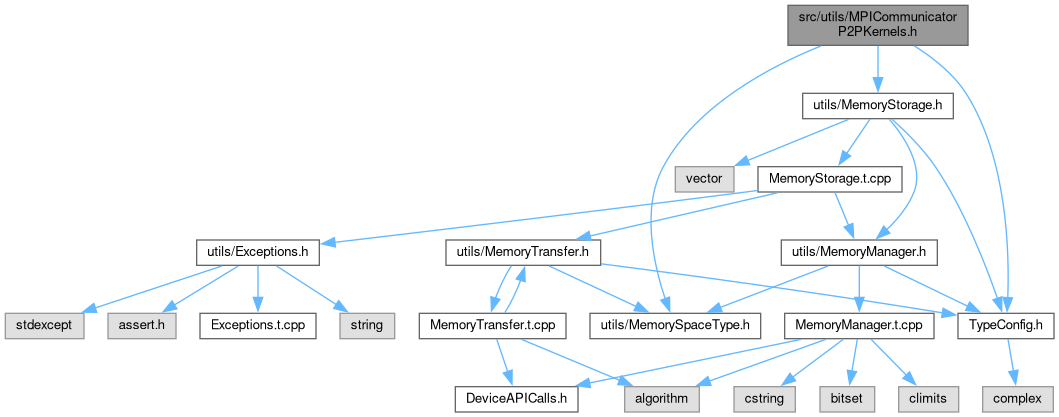 src/utils/MPICommunicator
P2PKernels.h
utils/MemoryStorage.h
vector
MemoryStorage.t.cpp
utils/Exceptions.h
utils/MemoryTransfer.h
utils/MemoryManager.h
stdexcept
assert.h
Exceptions.t.cpp
string
MemoryTransfer.t.cpp
utils/MemorySpaceType.h
MemoryManager.t.cpp
TypeConfig.h
DeviceAPICalls.h
algorithm
cstring
bitset
climits
complex